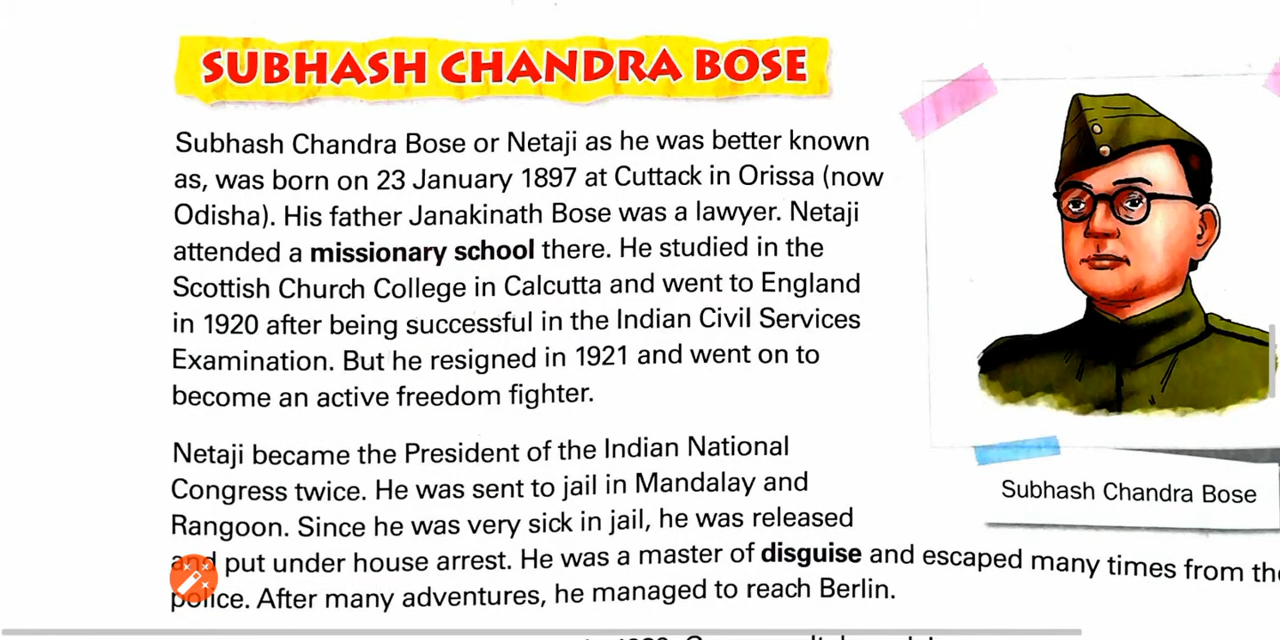 SUBHASH CHANDRA BOSE
Subhash Chandra Bose or Netaji as he was better known
as, was born on 23 January 1897 at Cuttack in Orissa (now
Odisha). His father Janakinath Bose was a lawyer. Netaji
attended a missionary school there. He studied in the
Scottish Church College in Calcutta and went to England
in 1920 after being successful in the Indian Civil Services
Examination. But he resigned in 1921 and went on to
become an active freedom fighter.
Netaji became the President of the Indian National
Congress twice. He was sent to jail in Mandalay and
Rangoon. Since he was very sick in jail, he was released
and put under house arrest. He was a master of disguise and escaped many times from the
police. After many adventures, he managed to reach Berlin.
Subhash Chandra Bose